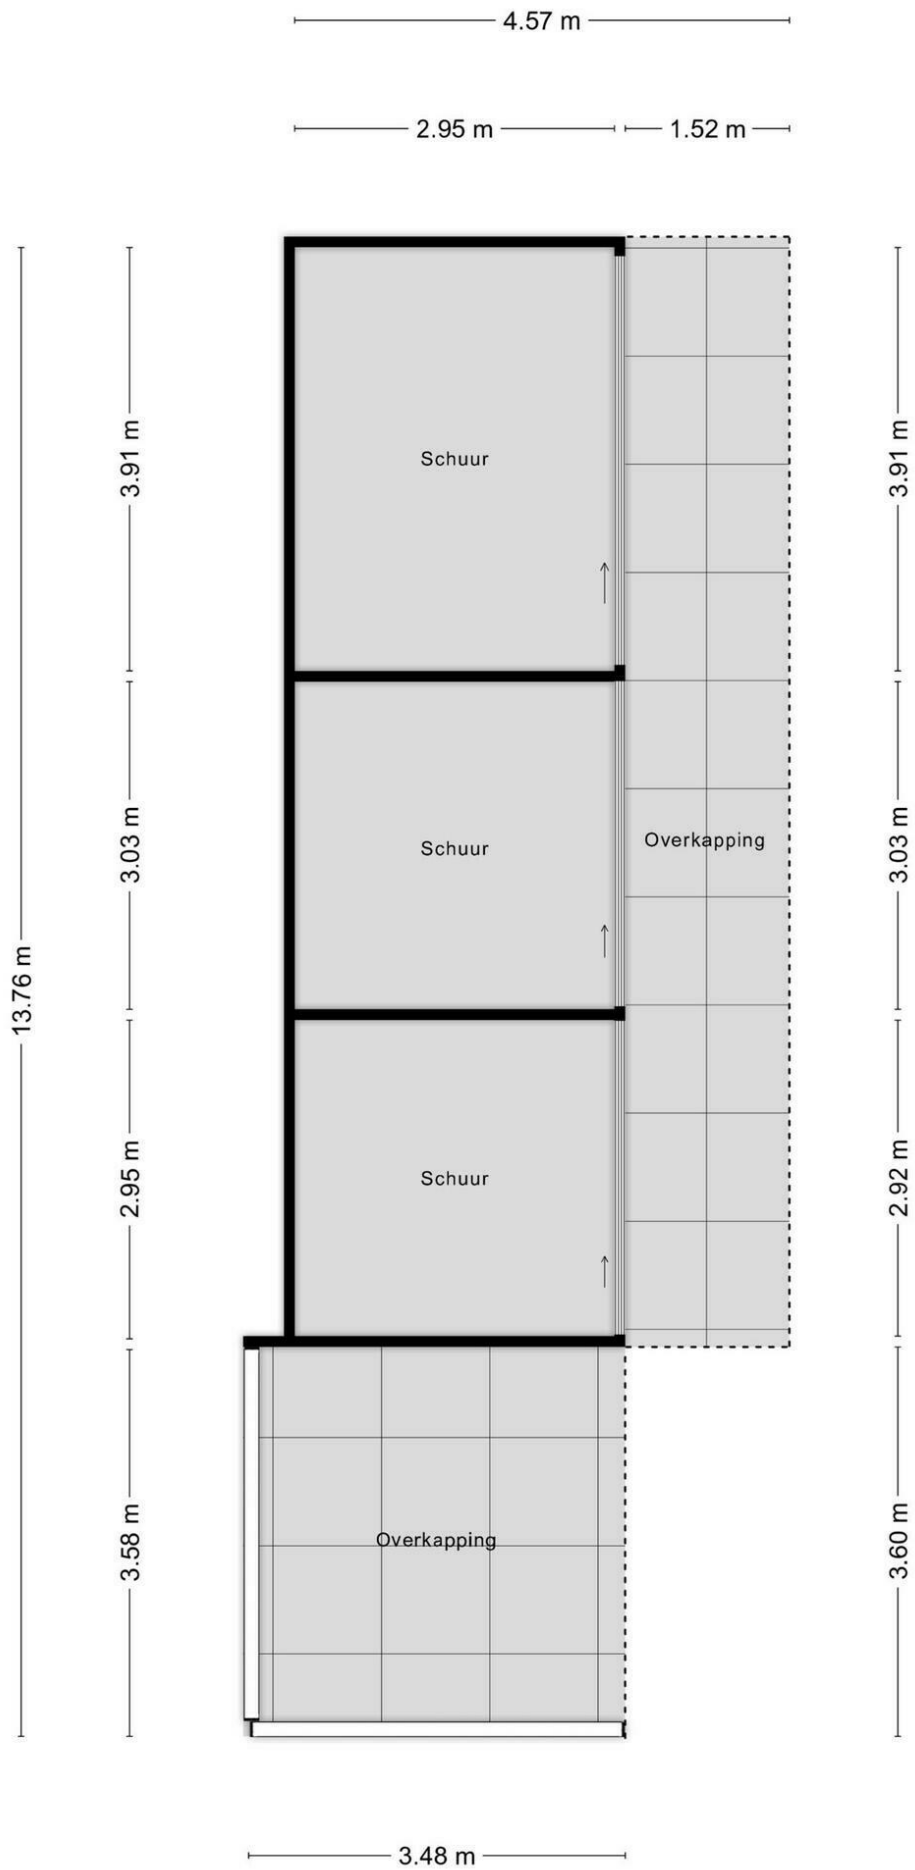 4.57 m
2.95 m
1.52 m
3.91 m
Schuur
3.91 m
3.03 m
Schuur
Overkapping
3.03 m
13.76 m
2.95 m
Schuur
2.92 m
3.58 m
Overkapping
3.60 m
3.48 m